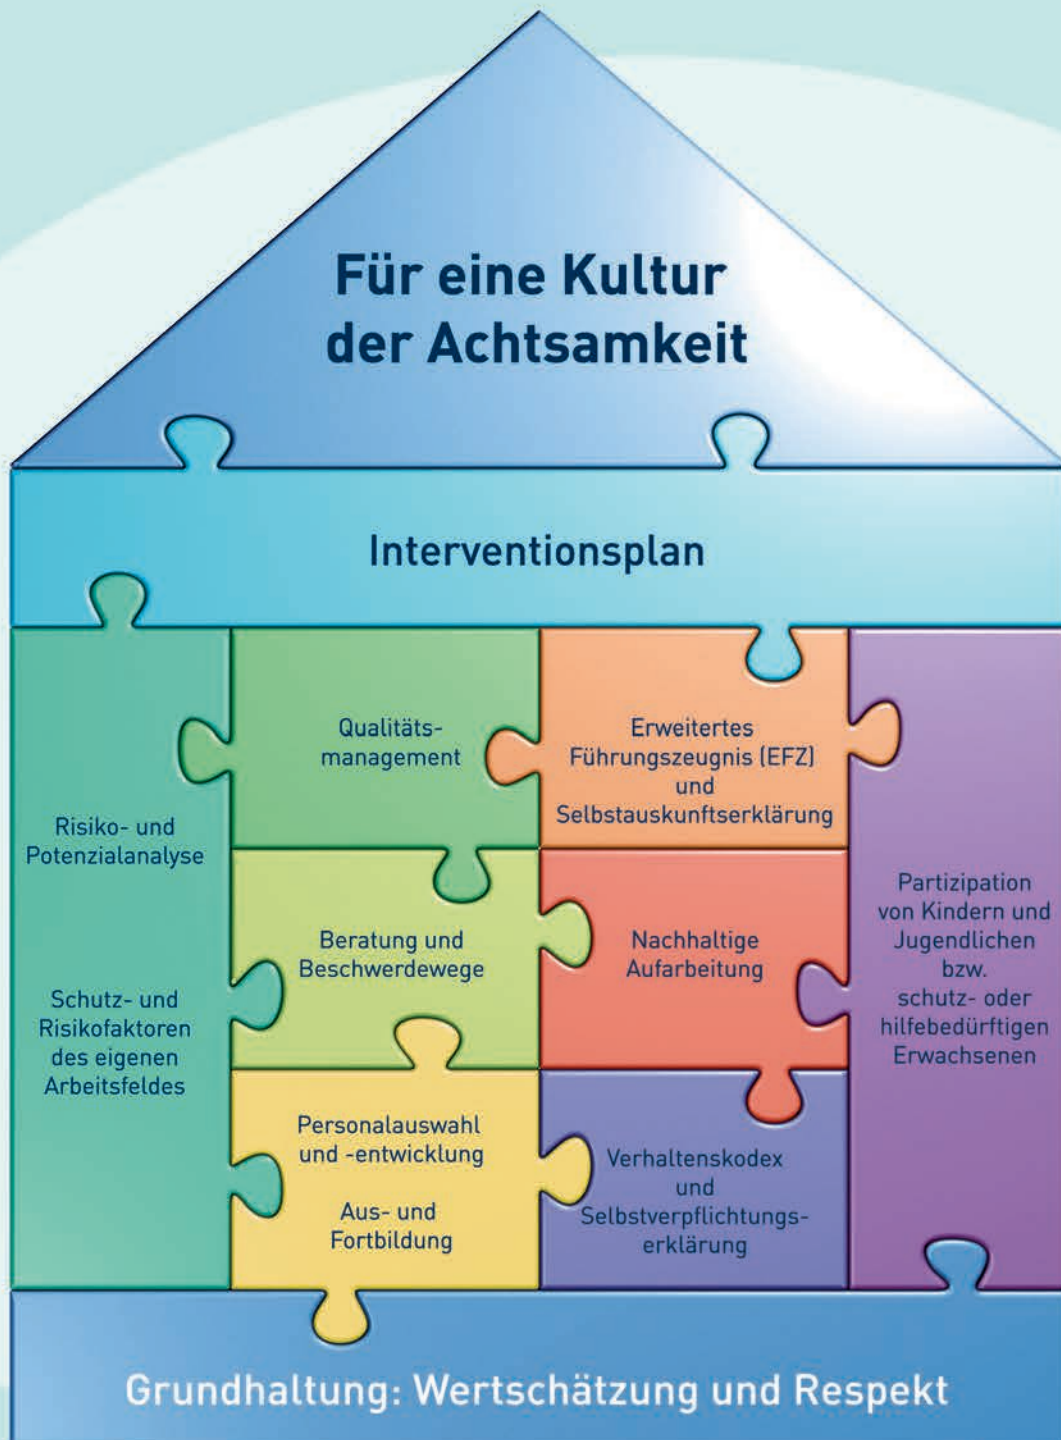 Für eine Kultur
der Achtsamkeit
Interventionsplan
Risiko- und
Potenzialanalyse
Schutz- und
Risikofaktoren
des eigenen
Arbeitsfeldes
Qualitäts-
management
Erweitertes
Führungszeugnis (EFZ)
und
Selbstauskunftserklärung
Beratung und
Beschwerdewege
Nachhaltige
Aufarbeitung
Personalauswahl
und -entwicklung
Aus- und
Fortbildung
Verhaltenskodex
und
Selbstverpflichtungs-
erklärung
Partizipation
von Kindern und
Jugendlichen
bzw.
schutz- oder
hilfebedürftigen
Erwachsenen
Grundhaltung: Wertschätzung und Respekt